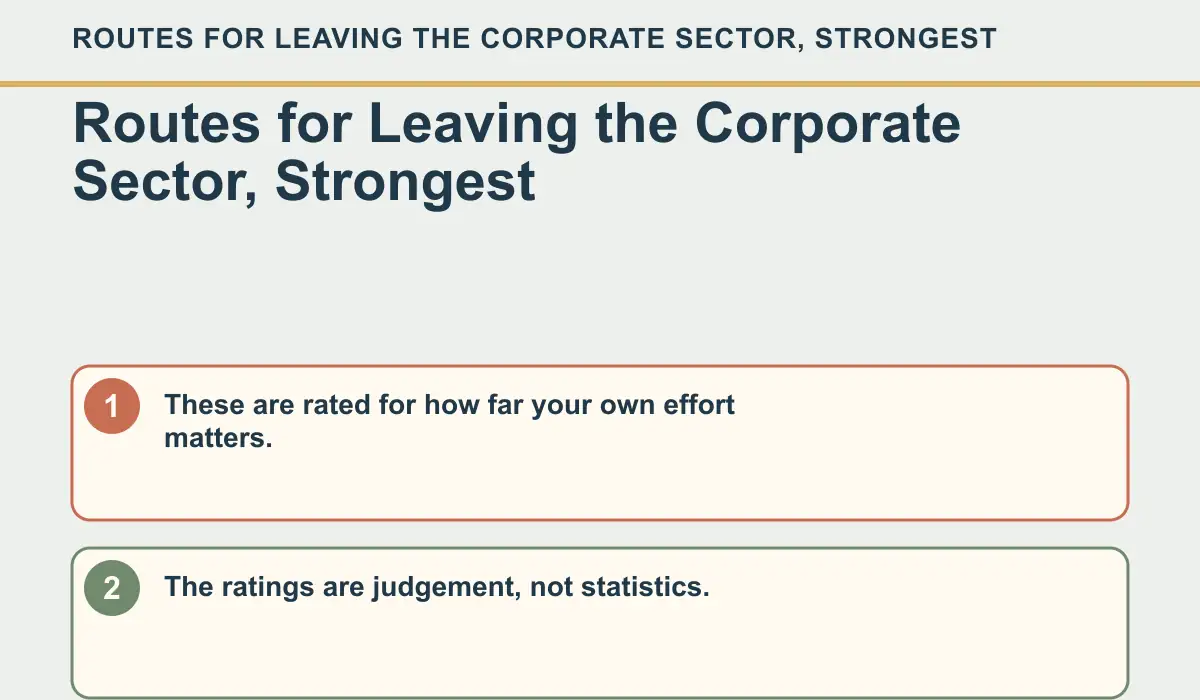 ROUTES FOR LEAVING THE CORPORATE SECTOR, STRONGEST
Routes for Leaving the Corporate
Sector, Strongest
1
These are rated for how far your own effort
matters.
2
The ratings are judgement, not statistics.